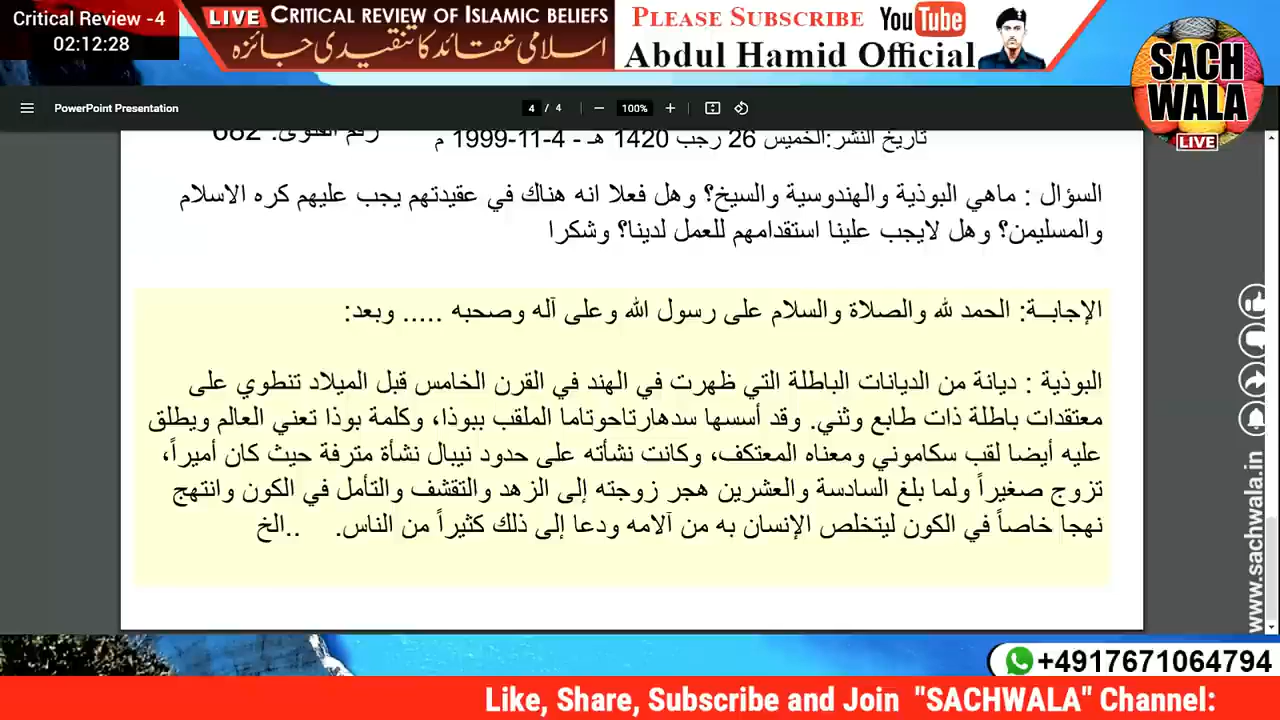 Critical Review -4
02:12:28
LIVE CRITICAL REVIEW OF ISLAMIC BELIEFS
اسلامی عقائد کا تنقیدی جائزہ
PLEASE SUBSCRIBE YouTube
Abdul Hamid Official
SACH
WALA
LIVE
PowerPoint Presentation
4 / 4
100%
تاريخ النشر:الخميس 26 رجب 1420 هـ - 4-11-1999 م
رقم الفتوى: 682
السؤال : ماهي البوذية والهندوسية والسيخ؟ وهل فعلا انه هناك في عقيدتهم يجب عليهم كره الاسلام
والمسليمن؟ وهل لايجب علينا استقدامهم للعمل لدينا؟ وشكرا
الإجابــة: الحمد لله والصلاة والسلام على رسول الله وعلى آله وصحبه ..... وبعد:
البوذية : ديانة من الديانات الباطلة التي ظهرت في الهند في القرن الخامس قبل الميلاد تنطوي على
معتقدات باطلة ذات طابع وثني. وقد أسسها سدهارتاحوتاما الملقب ببوذا، وكلمة بوذا تعني العالم ويطلق
عليه أيضا لقب سكاموني ومعناه المعتكف، وكانت نشأته على حدود نيبال نشأة مترفة حيث كان أميراً،
تزوج صغيراً ولما بلغ السادسة والعشرين هجر زوجته إلى الزهد والتقشف والتأمل في الكون وانتهج
نهجا خاصاً في الكون ليتخلص الإنسان به من آلامه ودعا إلى ذلك كثيراً من الناس. ..الخ
www.sachwala.in
+4917671064794
Like, Share, Subscribe and Join "SACHWALA" Channel: